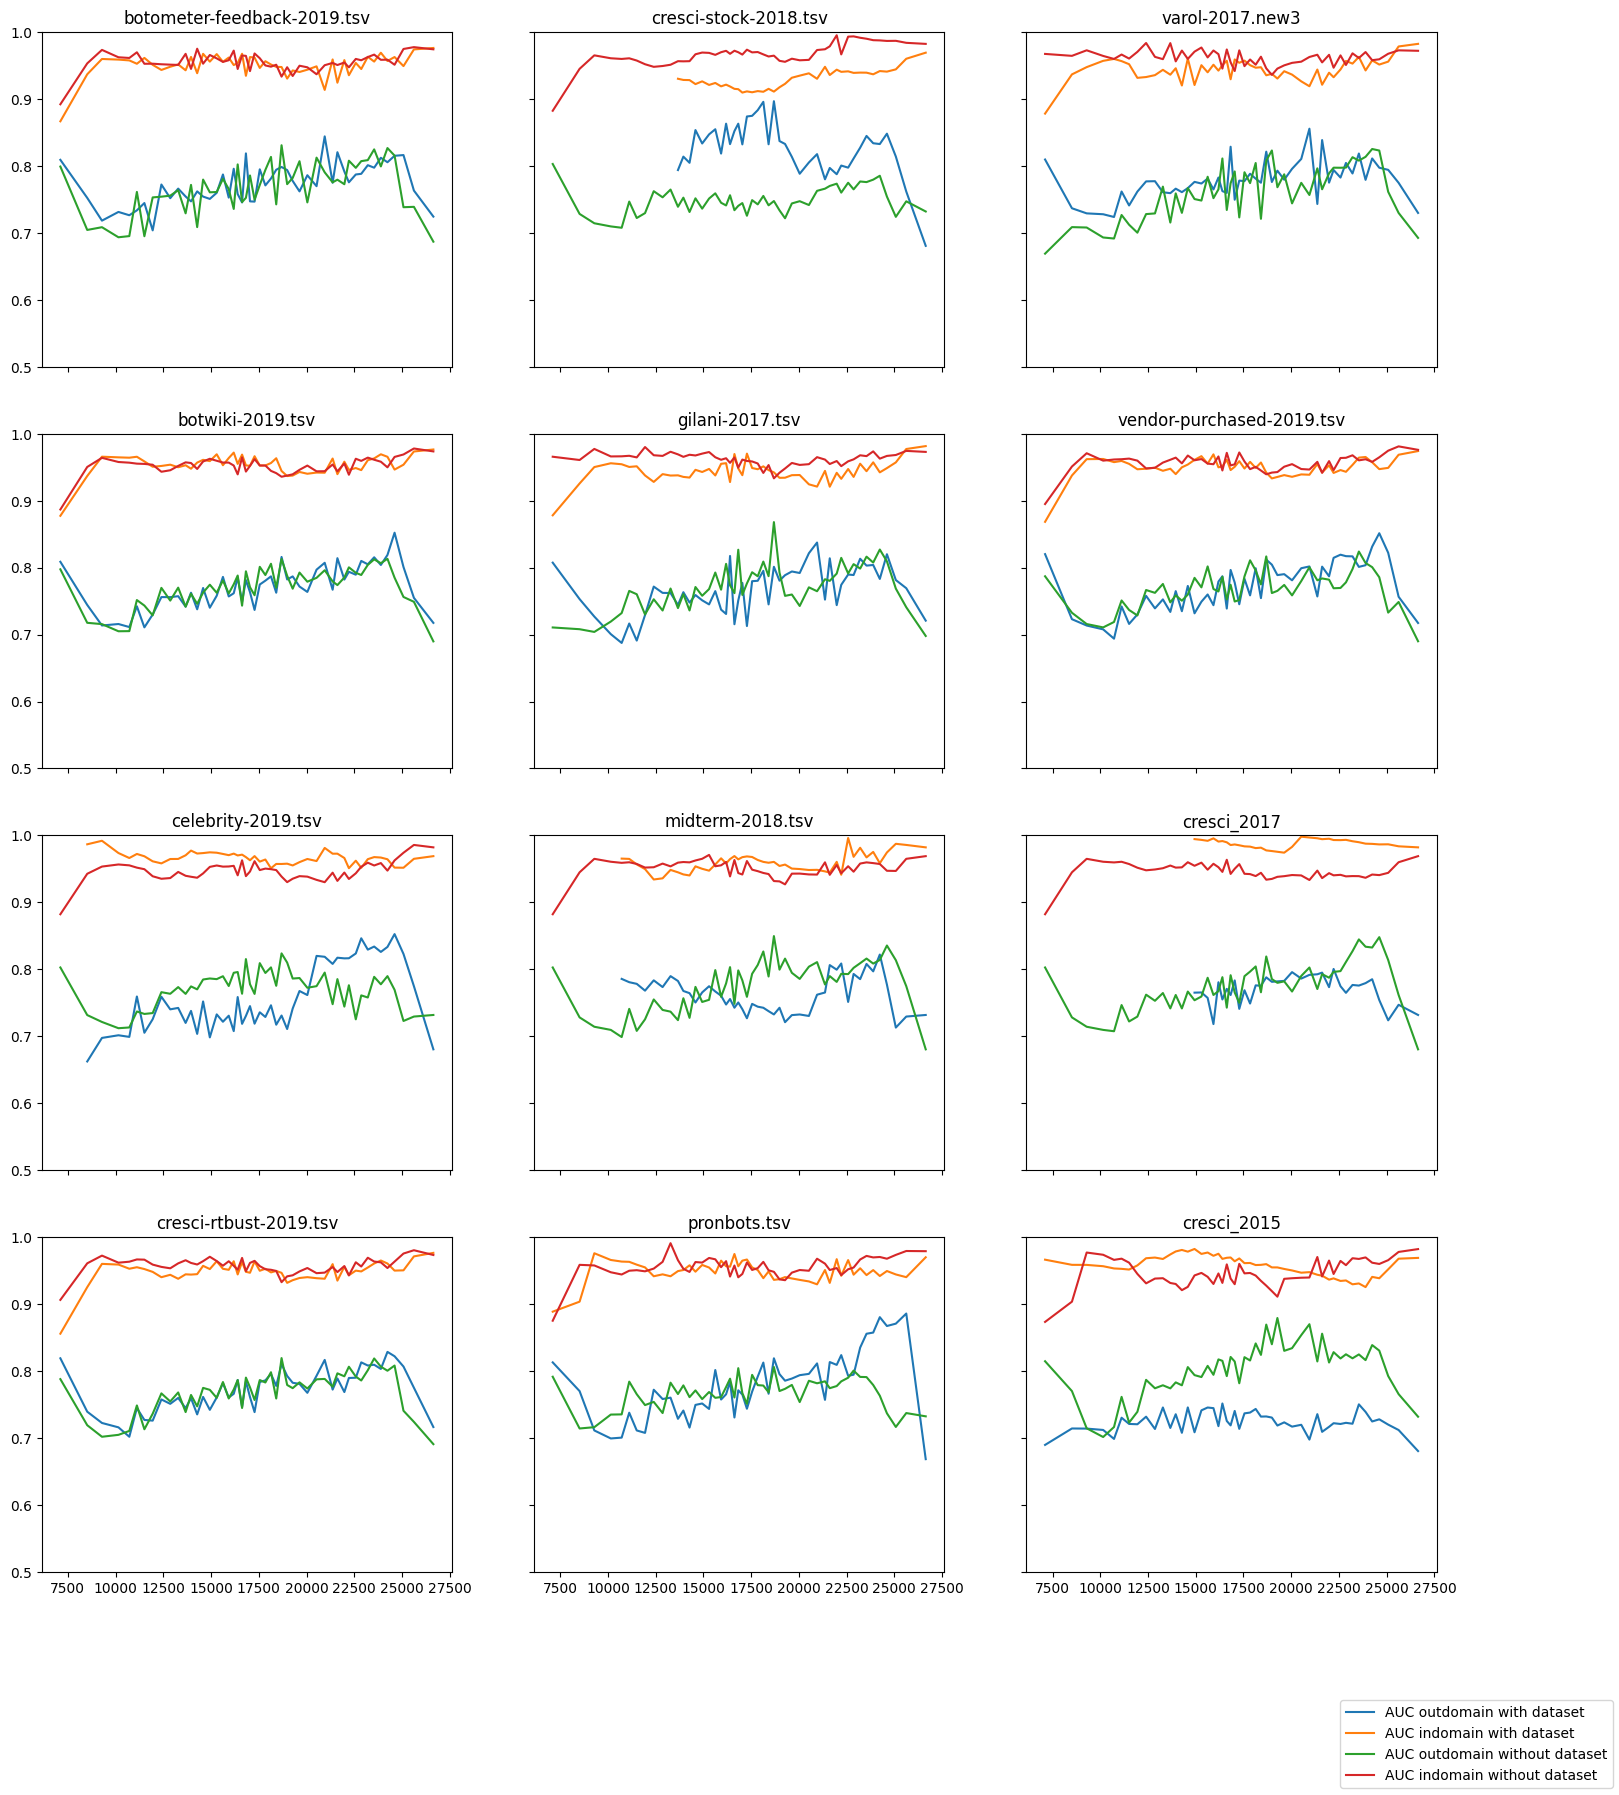 botometer-feedback-2019.tsv
cresci-stock-2018.tsv
varol-2017.new3
1.0
0.9
0.8
0.7
0.6
0.5
botwiki-2019.tsv
gilani-2017.tsv
vendor-purchased-2019.tsv
1.0
0.9
0.8
0.7
0.6
0.5
celebrity-2019.tsv
midterm-2018.tsv
cresci_2017
1.0
0.9
0.8
0.7
0.6
0.5
cresci-rtbust-2019.tsv
pronbots.tsv
cresci_2015
1.0
0.9
0.8
0.7
0.6
0.5
7500 10000 12500 15000 17500 20000 22500 25000 27500
7500 10000 12500 15000 17500 20000 22500 25000 27500
7500 10000 12500 15000 17500 20000 22500 25000 27500
AUC outdomain with dataset
AUC indomain with dataset
AUC outdomain without dataset
AUC indomain without dataset